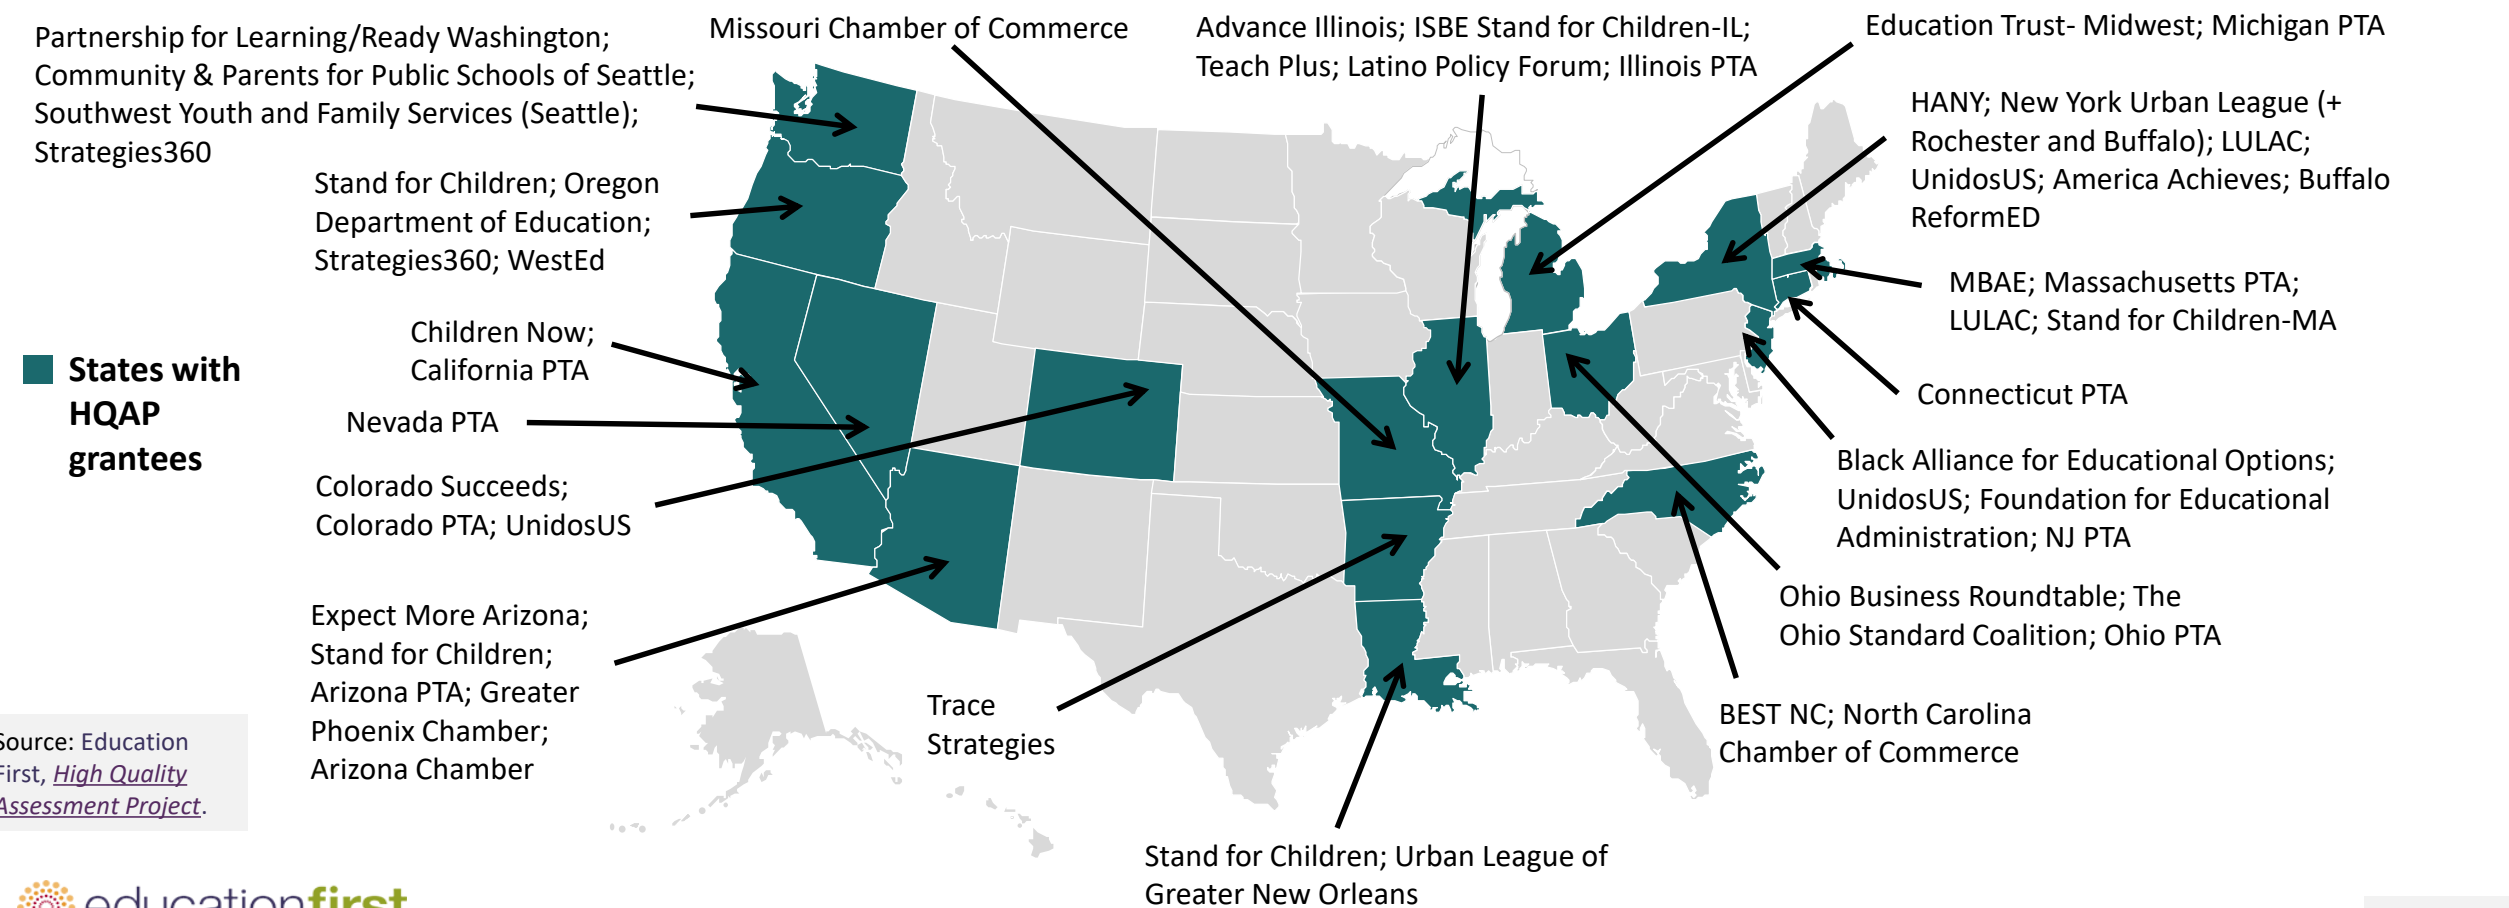 Partnership for Learning/Ready Washington;
Community & Parents for Public Schools of Seattle;
Southwest Youth and Family Services (Seattle);
Strategies360
Missouri Chamber of Commerce
Advance Illinois; ISBE Stand for Children-IL;
Teach Plus; Latino Policy Forum; Illinois PTA
Education Trust- Midwest; Michigan PTA
HANY; New York Urban League (+
Rochester and Buffalo); LULAC;
UnidosUS; America Achieves; Buffalo
ReformED
Stand for Children; Oregon
Department of Education;
Strategies360; WestEd
MBAE; Massachusetts PTA;
LULAC; Stand for Children-MA
Children Now;
California PTA
States with
HQAP
grantees
Connecticut PTA
Nevada PTA
Black Alliance for Educational Options;
UnidosUS; Foundation for Educational
Administration; NJ PTA
Colorado Succeeds;
Colorado PTA; UnidosUS
Ohio Business Roundtable; The
Ohio Standard Coalition; Ohio PTA
Expect More Arizona;
Stand for Children;
Arizona PTA; Greater
Phoenix Chamber;
Arizona Chamber
Trace
Strategies
BEST NC; North Carolina
Chamber of Commerce
Source: Education
First, High Quality
Assessment Project.
Stand for Children; Urban League of
Greater New Orleans
educationfirst